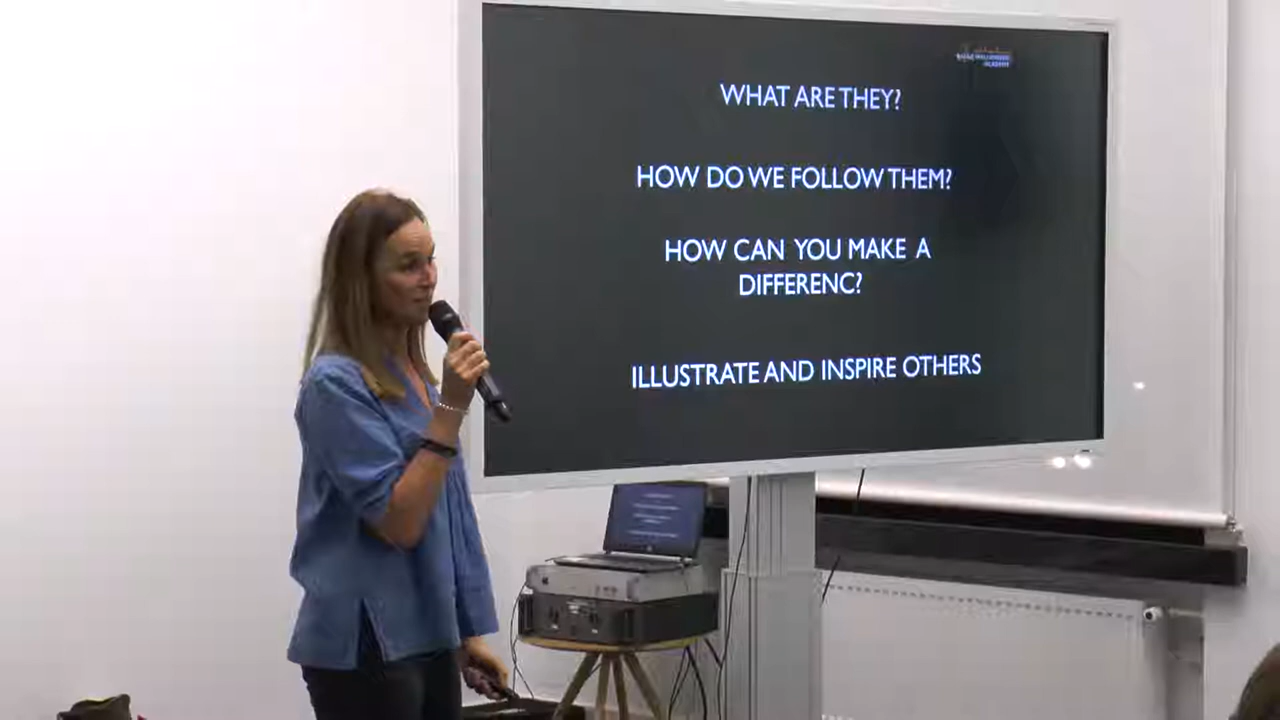 WHAT ARE THEY?
HOW DO WE FOLLOW THEM?
HOW CAN YOU MAKE A
DIFFERENC?
ILLUSTRATE AND INSPIRE OTHERS